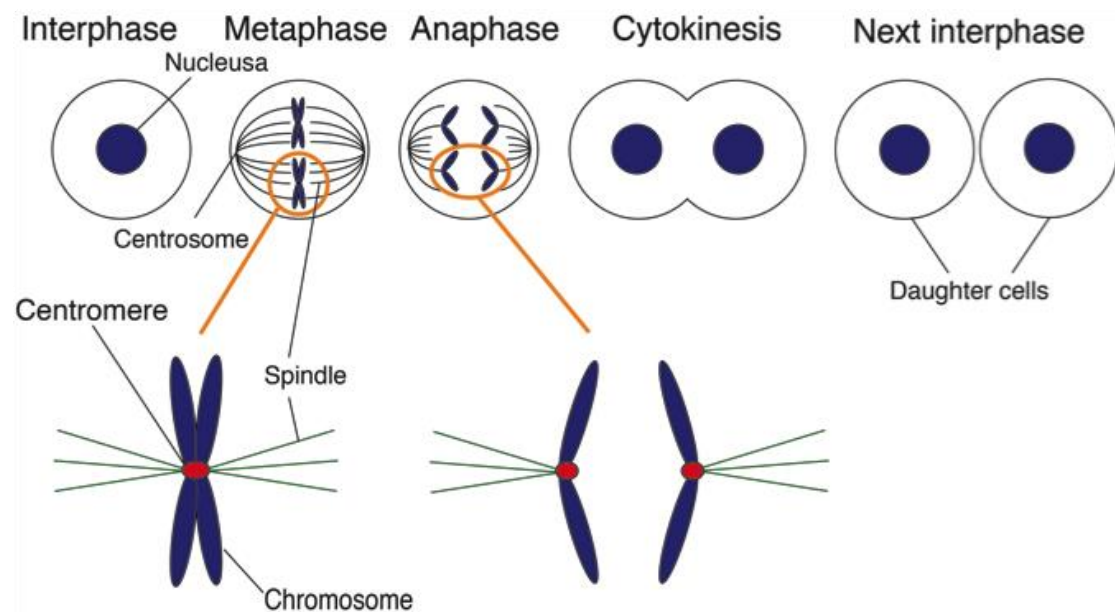 Interphase
Metaphase
Anaphase
Cytokinesis
Next interphase
Nucleusa
Centrosome
Daughter cells
Centromere
Spindle
Chromosome